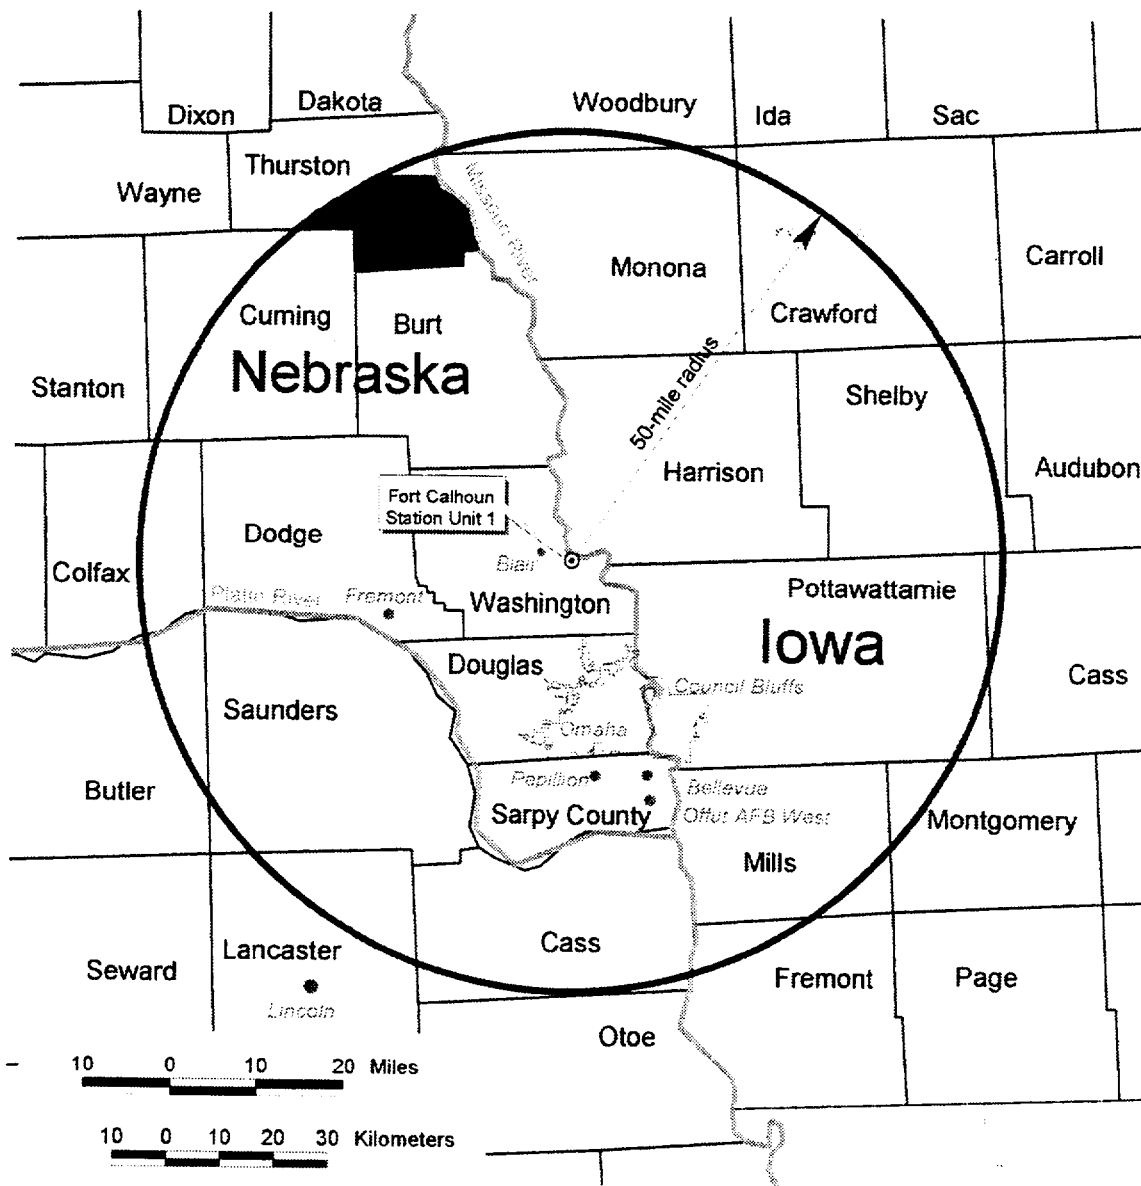 Dixon
Dakota
Woodbury
Ida
Sac
Thurston
Wayne
Missouri River
Monona
Carroll
Cuming
Burt
Crawford
Nebraska
Stanton
50-mile radius
Shelby
Harrison
Audubon
Fort Calhoun
Station Unit 1
Dodge
Blair
Colfax
Pottawattamie
Platte River
Fremont
Washington
Iowa
Douglas
Cass
Council Bluffs
Saunders
Omaha
Papillion
Butler
Bellevue
Sarpy County
Offut AFB West
Montgomery
Mills
Cass
Lancaster
Seward
Fremont
Page
Lincoln
Otoe
10 0 10 20 Miles
10 0 10 20 30 Kilometers